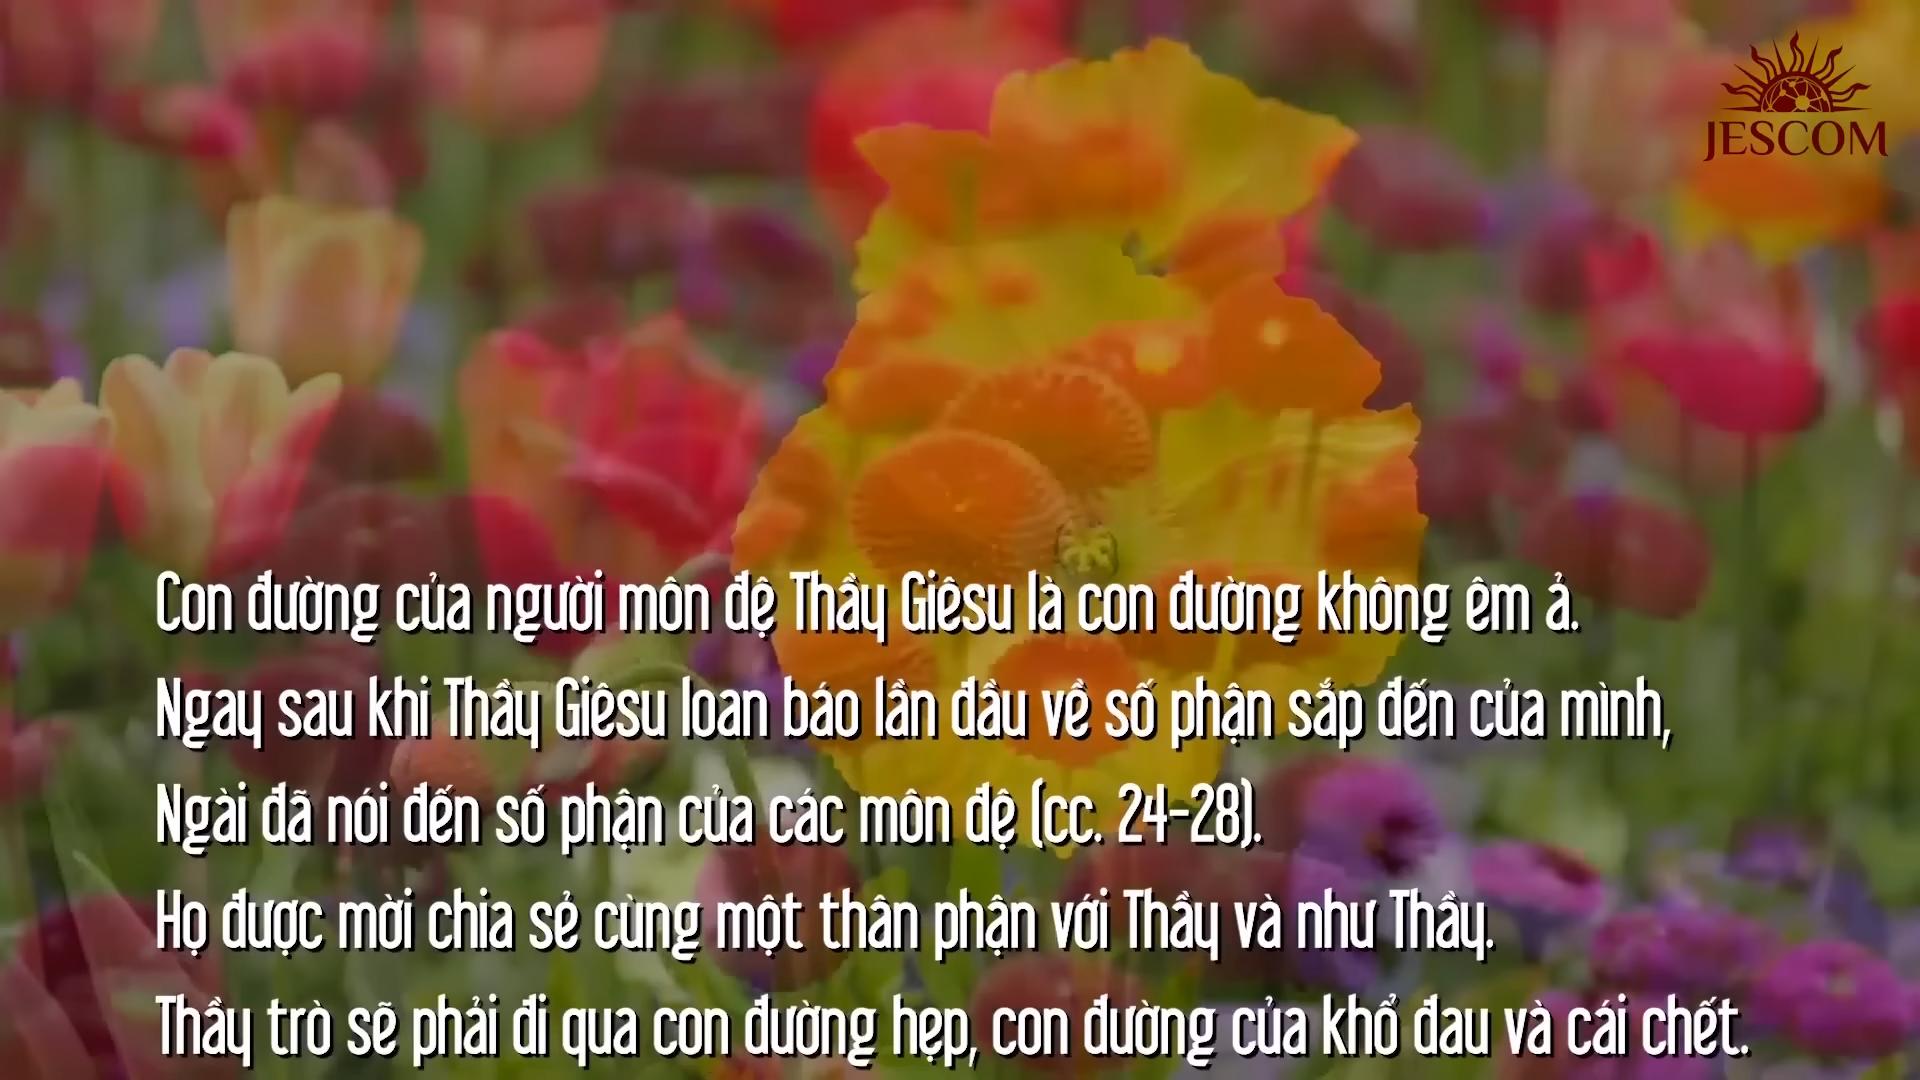 JESCOM
Con đường của người môn đệ Thầy Giêsu là con đường không êm ả.
Ngay sau khi Thầy Giêsu loan báo lần đầu về số phận sắp đến của mình,
Ngài đã nói đến số phận của các môn đệ (cc. 24-28).
Họ được mời chia sẻ cùng một thân phận với Thầy và như Thầy.
Thầy trò sẽ phải đi qua con đường hẹp, con đường của khổ đau và cái chết.